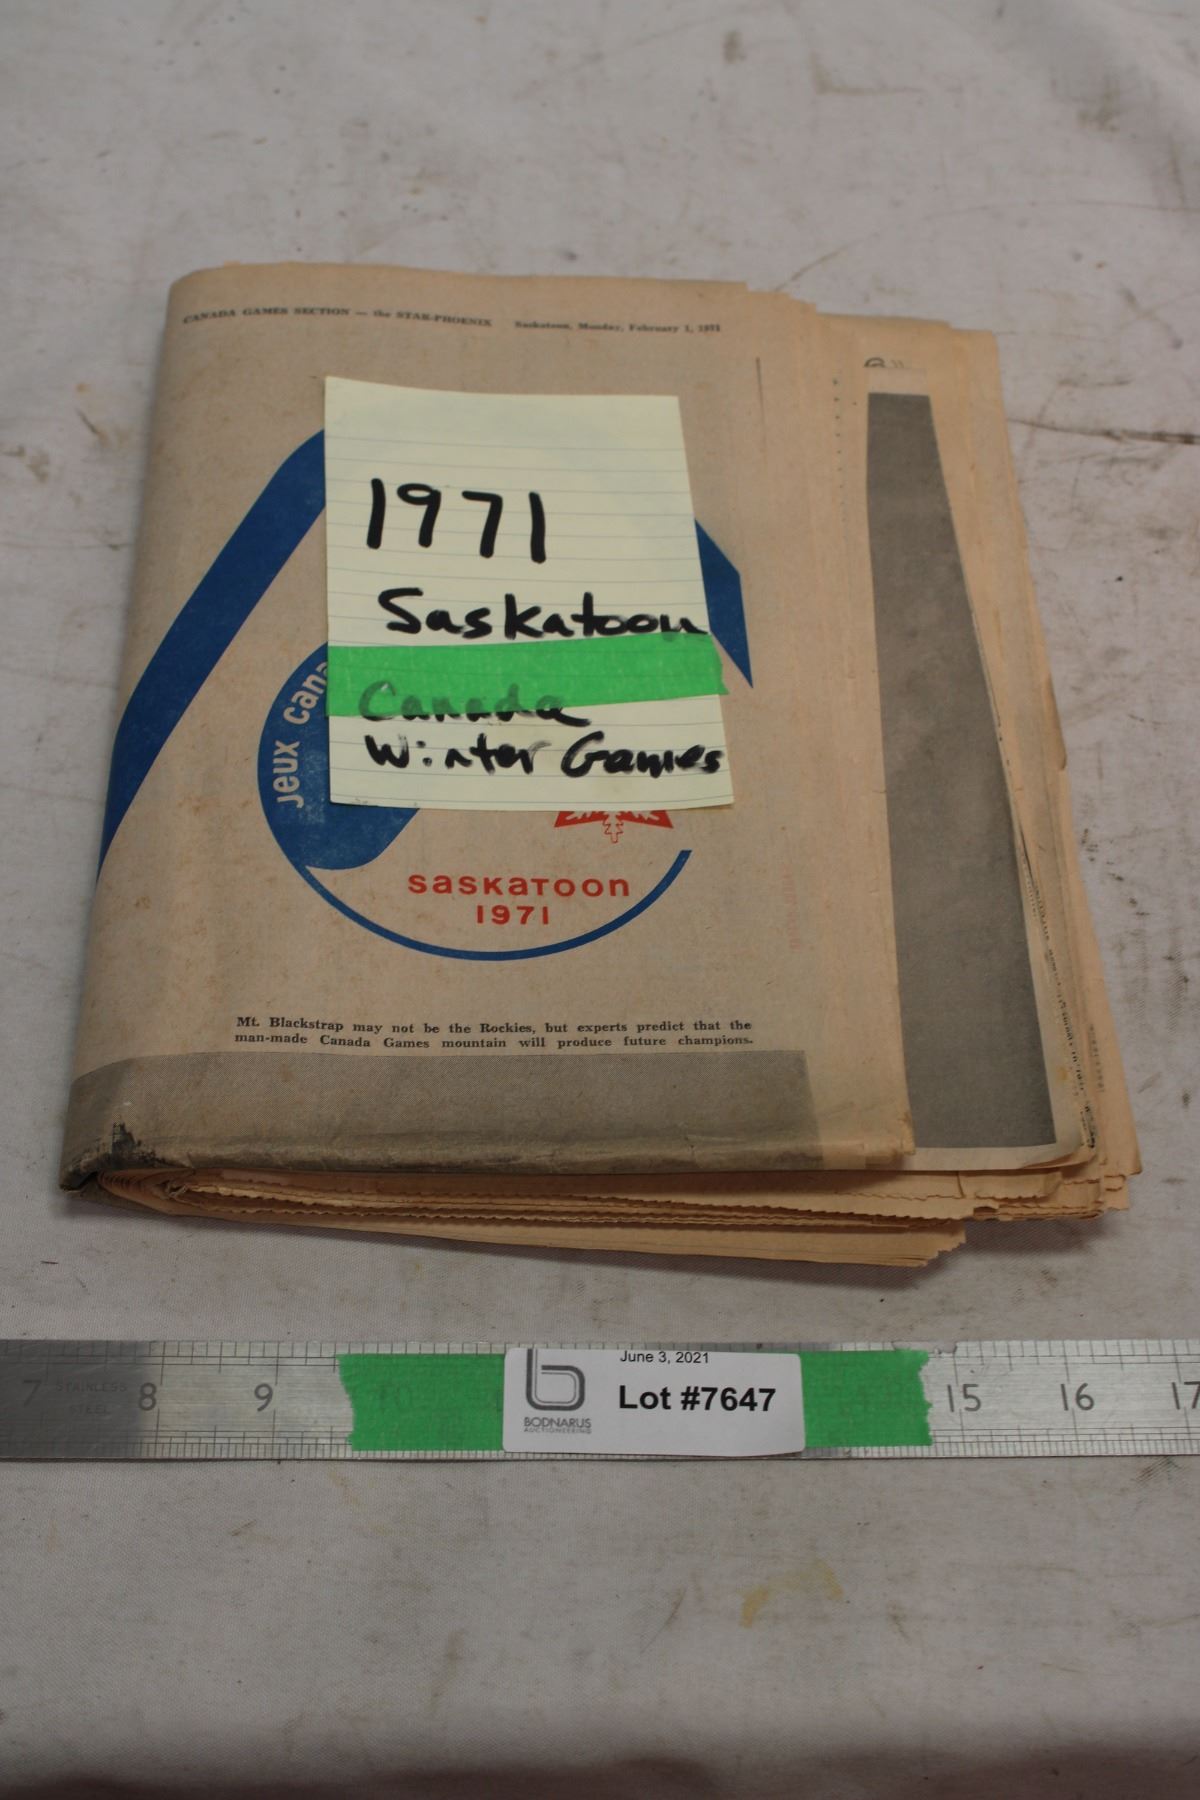 CANADA GAMES SECTION — the STAR-PHOENIX Saskatoon, Monday, February 1, 1971
1971
Saskatoon
Canada
Winter Games
jeux cana
saskatoon
1971
Mt. Blackstrap may not be the Rockies, but experts predict that the
man-made Canada Games mountain will produce future champions.
7 STAINLESS STEEL 8 9 10 15 16 17
June 3, 2021
Lot #7647
BODNARUS
AUCTIONEERING